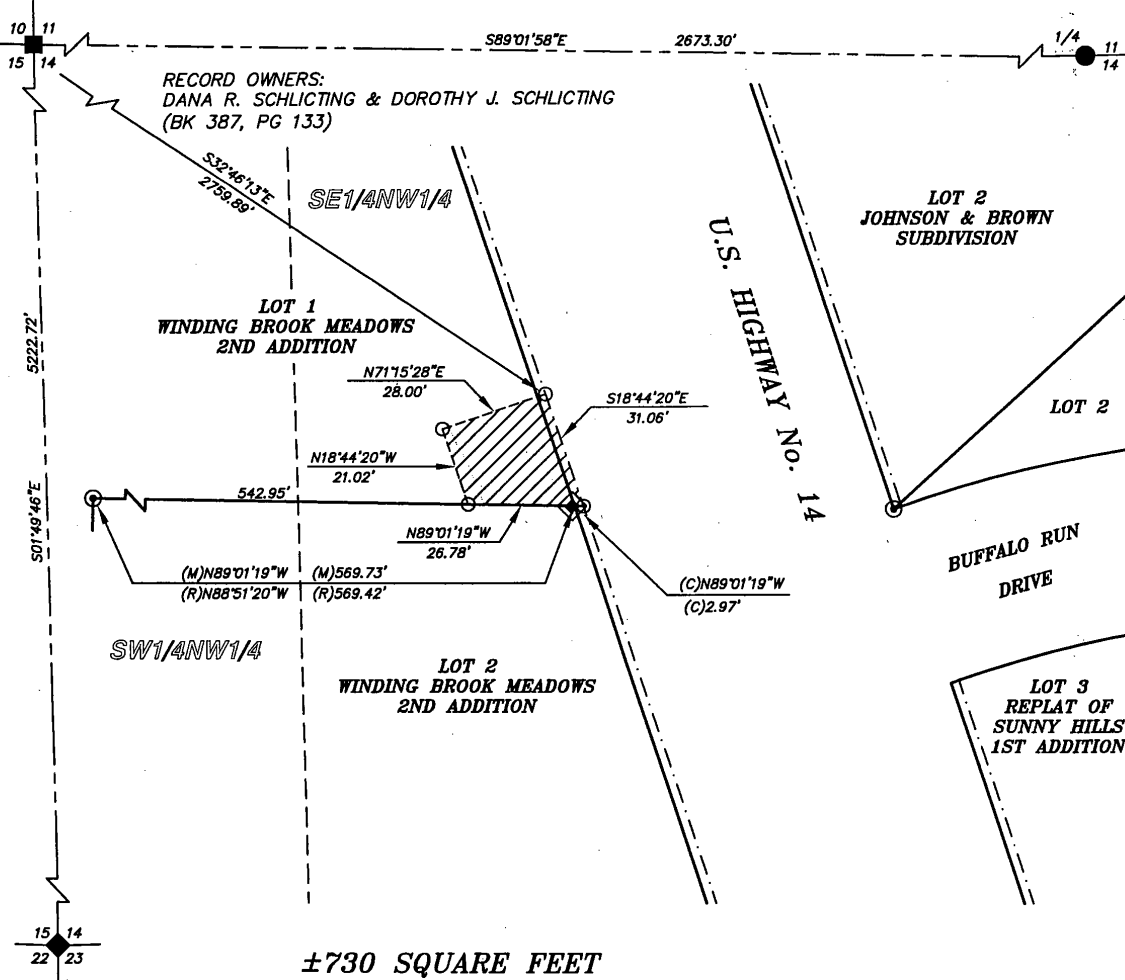 10 11
15 14
S89°01'58"E 2673.30'
1/4 11
14
RECORD OWNERS:
DANA R. SCHLICTING & DOROTHY J. SCHLICTING
(BK 387, PG 133)
S32°46'13"E
2759.89'
SE1/4NW1/4
LOT 2
JOHNSON & BROWN
SUBDIVISION
U.S. HIGHWAY No. 14
LOT 1
WINDING BROOK MEADOWS
2ND ADDITION
5222.72'
S01°49'46"E
N71°15'28"E
28.00'
S18°44'20"E
31.06'
LOT 2
N18°44'20"W
21.02'
542.95'
N89°01'19"W
26.78'
BUFFALO RUN
DRIVE
(M)N89°01'19"W (M)569.73'
(R)N88°51'20"W (R)569.42'
(C)N89°01'19"W
(C)2.97'
SW1/4NW1/4
LOT 2
WINDING BROOK MEADOWS
2ND ADDITION
LOT 3
REPLAT OF
SUNNY HILLS
1ST ADDITION
15 14
22 23
±730 SQUARE FEET